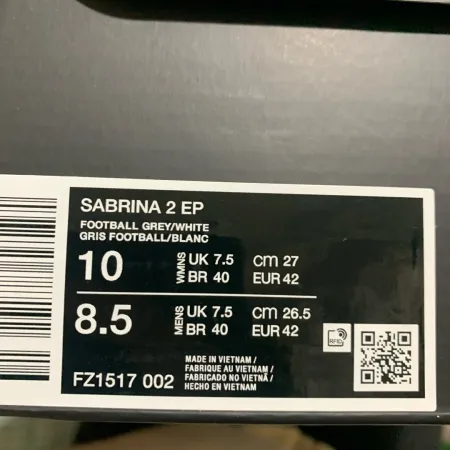 SABRINA 2 EP
FOOTBALL GREY/WHITE
GRIS FOOTBALL/BLANC
10 WMNS UK 7.5 cm 27
BR 40 EUR 42
8.5 MENS UK 7.5 cm 26.5
BR 40 EUR 42
MADE IN VIETNAM /
FABRIQUE AU VIETNAM /
FABRICADO NO VIETNÃ /
HECHO EN VIETNAM
FZ1517 002
RFID